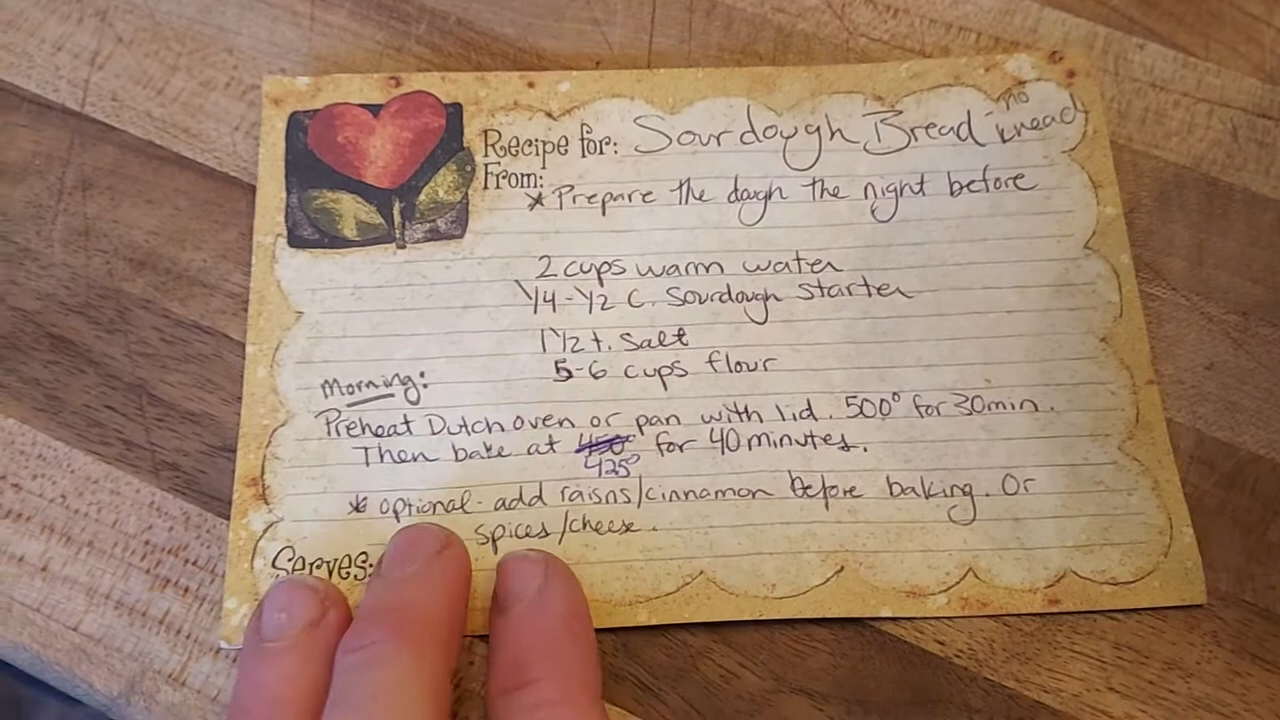 Recipe for: Sourdough Bread - no knead
From:
* Prepare the dough the night before
2 cups warm water
1/4 - 1/2 C. Sourdough Starter
1 1/2 t. Salt
5-6 cups flour
Morning:
Preheat Dutch oven or pan with lid. 500° for 30 min.
Then bake at 450° for 40 minutes.
425°
* optional - add raisns/cinnamon before baking. Or
spices/cheese.
Serves: